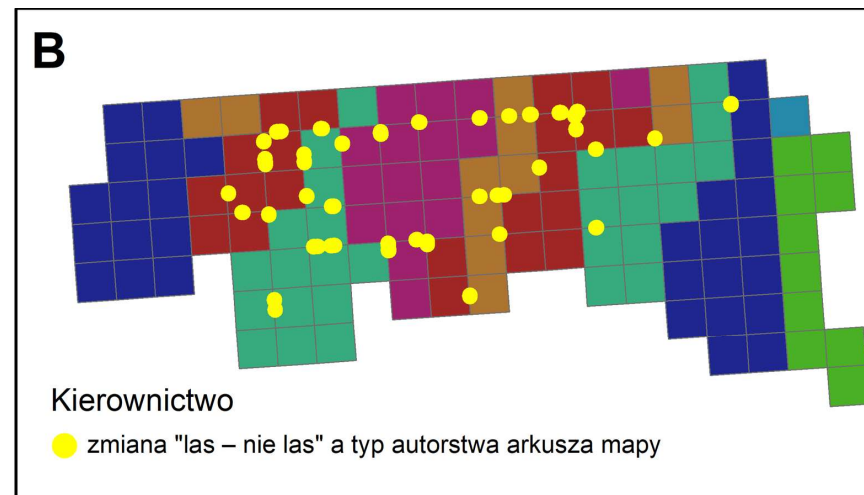 B
Kierownictwo
zmiana "las – nie las" a typ autorstwa arkusza mapy